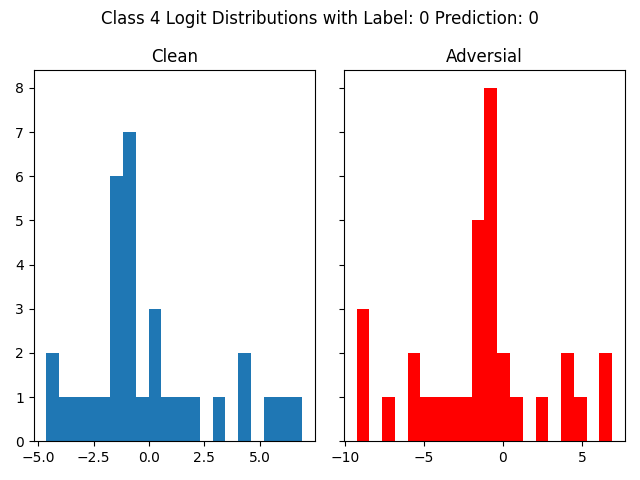 Class 4 Logit Distributions with Label: 0 Prediction: 0
Clean
Adversial
8
7
6
5
4
3
2
1
0
−5.0 −2.5 0.0 2.5 5.0
−10 −5 0 5